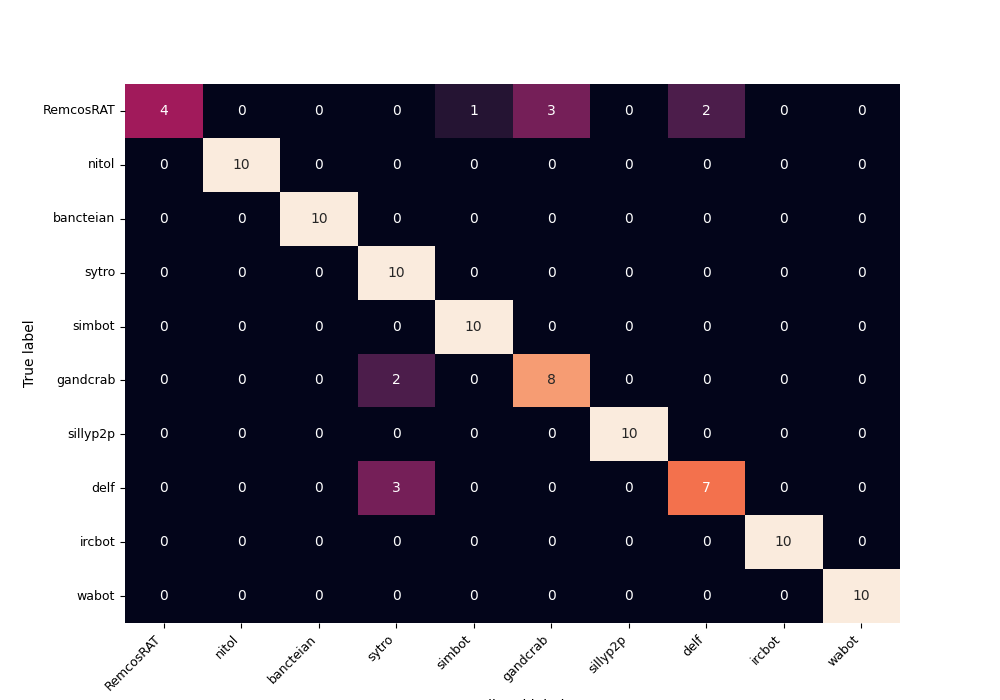 RemcosRAT 4 0 0 0 1 3 0 2 0 0
nitol 0 10 0 0 0 0 0 0 0 0
bancteian 0 0 10 0 0 0 0 0 0 0
sytro 0 0 0 10 0 0 0 0 0 0
simbot 0 0 0 0 10 0 0 0 0 0
gandcrab 0 0 0 2 0 8 0 0 0 0
sillyp2p 0 0 0 0 0 0 10 0 0 0
delf 0 0 0 3 0 0 0 7 0 0
ircbot 0 0 0 0 0 0 0 0 10 0
wabot 0 0 0 0 0 0 0 0 0 10
True label
RemcosRAT nitol bancteian sytro simbot gandcrab sillyp2p delf ircbot wabot